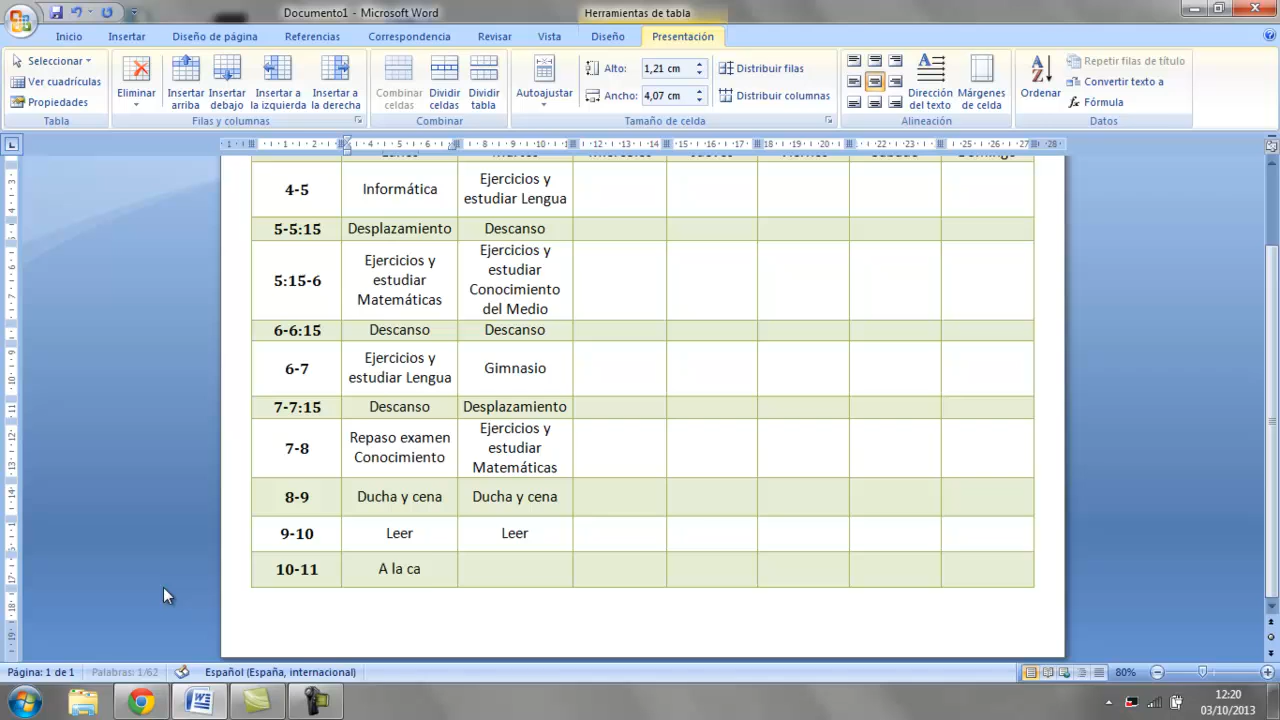 Documento1 - Microsoft Word
Herramientas de tabla
Inicio Insertar Diseño de página Referencias Correspondencia Revisar Vista Diseño Presentación
Seleccionar
Ver cuadrículas
Propiedades
Tabla
Eliminar
Insertar arriba
Insertar debajo
Insertar a la izquierda
Insertar a la derecha
Filas y columnas
Combinar celdas
Dividir celdas
Dividir tabla
Combinar
Autoajustar
Alto: 1,21 cm
Ancho: 4,07 cm
Distribuir filas
Distribuir columnas
Tamaño de celda
Dirección del texto
Márgenes de celda
Alineación
Ordenar
Repetir filas de título
Convertir texto a
Fórmula
Datos
Lunes Martes Miércoles Jueves Viernes Sábado Domingo
4-5
Informática
Ejercicios y
estudiar Lengua
5-5:15 Desplazamiento Descanso
5:15-6
Ejercicios y
estudiar
Matemáticas
Ejercicios y
estudiar
Conocimiento
del Medio
6-6:15 Descanso Descanso
6-7
Ejercicios y
estudiar Lengua
Gimnasio
7-7:15 Descanso Desplazamiento
7-8
Repaso examen
Conocimiento
Ejercicios y
estudiar
Matemáticas
8-9 Ducha y cena Ducha y cena
9-10 Leer Leer
10-11 A la ca
Página: 1 de 1 Palabras: 1/62 Español (España, internacional) 80%
12:20
03/10/2013